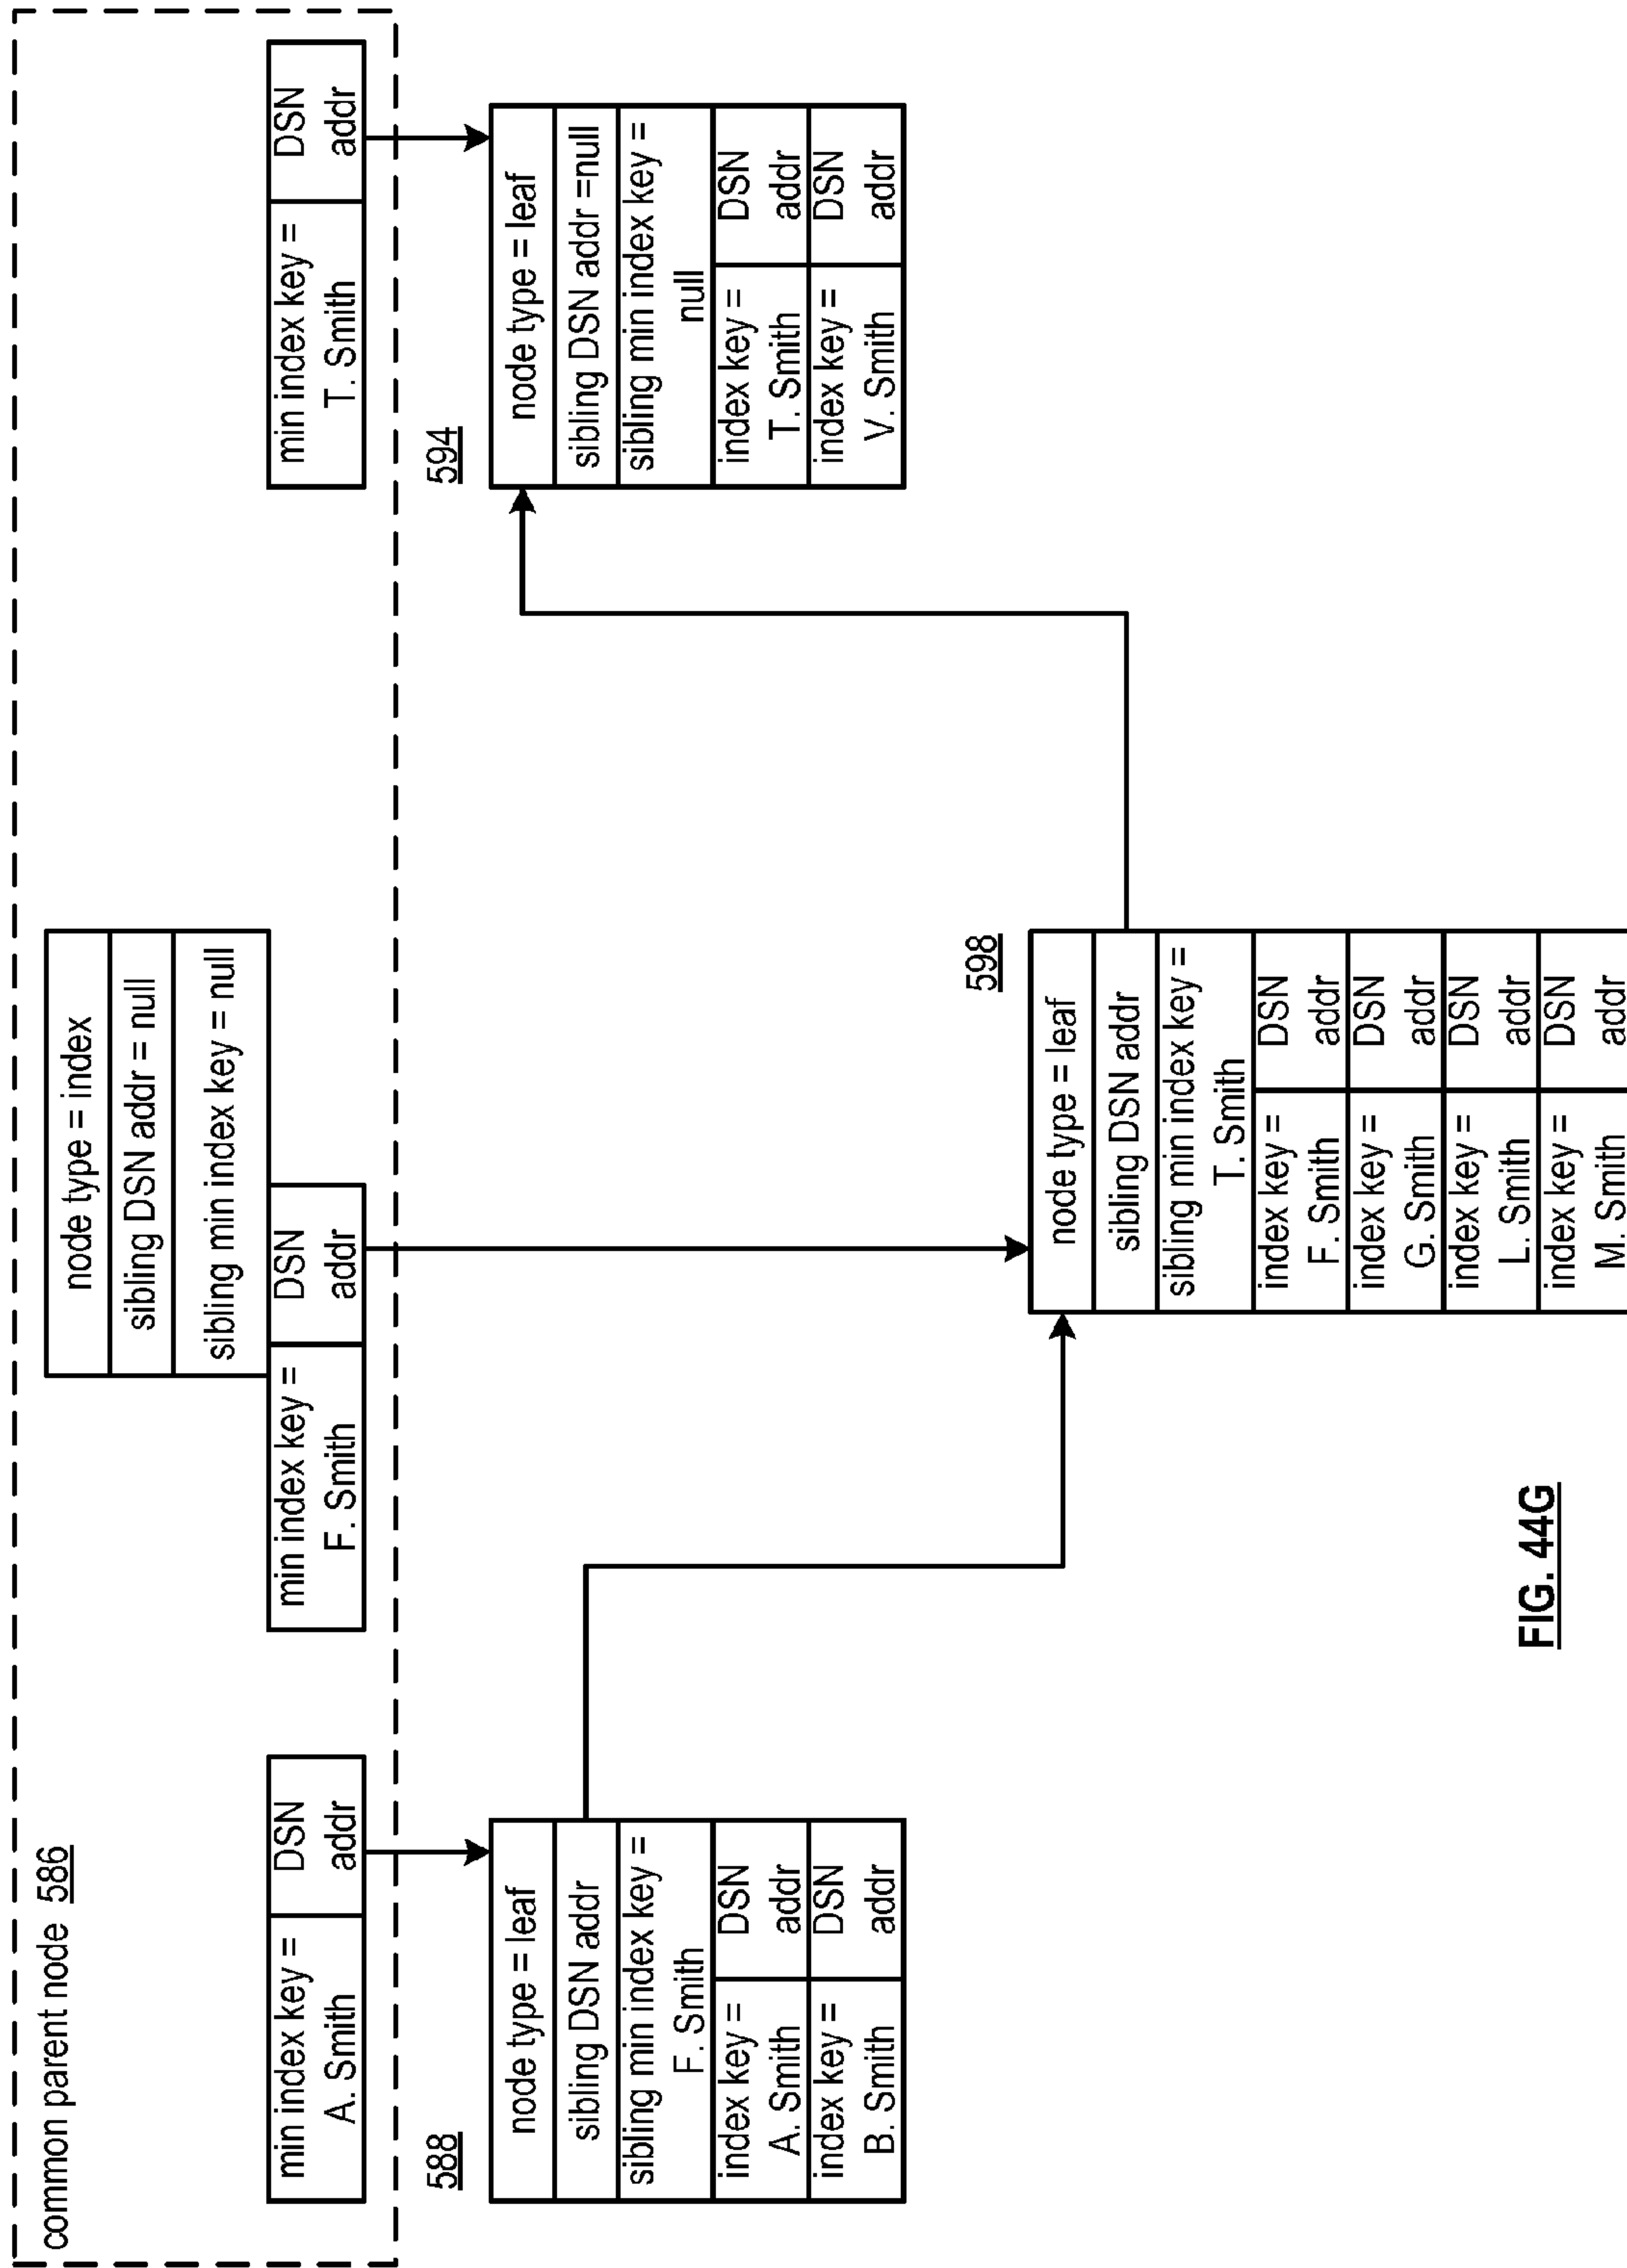 common parent node 586
node type = index
sibling DSN addr = null
sibling min index key = null
min index key =
A. Smith
DSN
addr
min index key =
F. Smith
DSN
addr
min index key =
T. Smith
DSN
addr
588
node type = leaf
sibling DSN addr
sibling min index key =
F. Smith
index key =
A. Smith
DSN
addr
index key =
B. Smith
DSN
addr
594
node type = leaf
sibling DSN addr =null
sibling min index key =
null
index key =
T. Smith
DSN
addr
index key =
V. Smith
DSN
addr
598
node type = leaf
sibling DSN addr
sibling min index key =
T. Smith
index key =
F. Smith
DSN
addr
index key =
G. Smith
DSN
addr
index key =
L. Smith
DSN
addr
index key =
M. Smith
DSN
addr
FIG. 44G